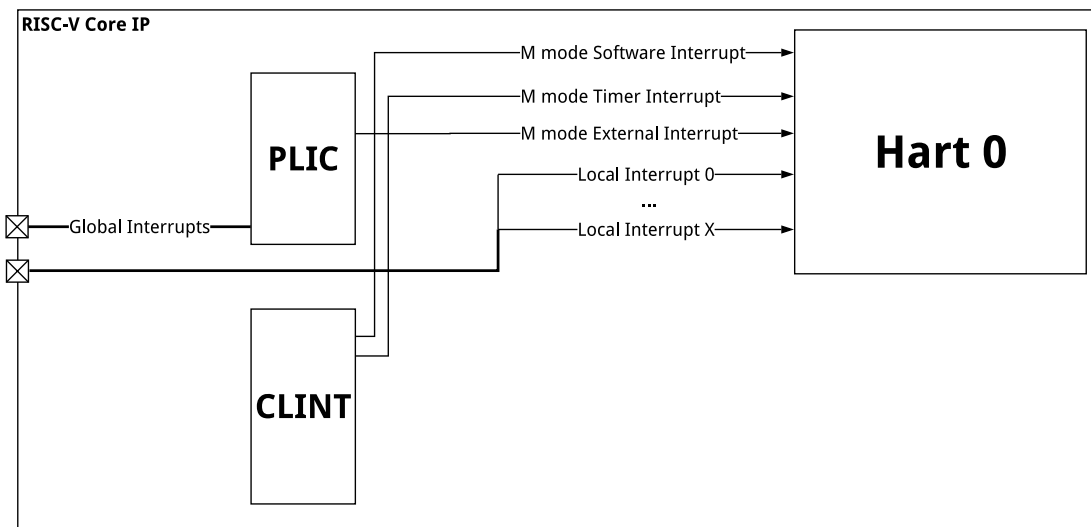 RISC-V Core IP
M mode Software Interrupt
M mode Timer Interrupt
M mode External Interrupt
PLIC
Hart 0
Local Interrupt 0
...
Global Interrupts
Local Interrupt X
CLINT